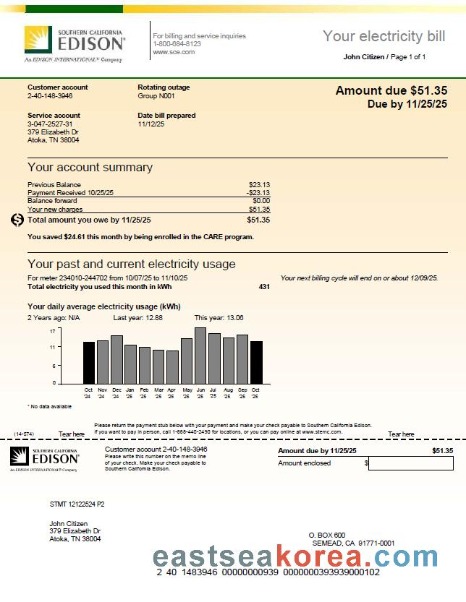 SOUTHERN CALIFORNIA
EDISON
An EDISON INTERNATIONAL® Company
For billing and service inquiries
1-800-684-8123
www.sce.com
Your electricity bill
John Citizen / Page 1 of 1
Customer account
2-40-148-3946
Rotating outage
Group N001
Amount due $51.35
Due by 11/25/25
Service account
3-047-2527-31
379 Elizabeth Dr
Atoka, TN 38004
Date bill prepared
11/12/25
Your account summary
Previous Balance $23.13
Payment Received 10/25/25 -$23.13
Balance forward $0.00
Your new charges $51.35
Total amount you owe by 11/25/25 $51.35
You saved $24.61 this month by being enrolled in the CARE program.
Your past and current electricity usage
For meter 234010-244702 from 10/07/25 to 11/10/25
Your next billing cycle will end on or about 12/09/25.
Total electricity you used this month in kWh 431
Your daily average electricity usage (kWh)
2 Years ago: N/A Last year: 12.88 This year: 13.06
17
11
6
0
Oct Nov Dec Jan Feb Mar Apr May Jun Jul Aug Sep Oct
'24 '24 '24 '25 '25 '25 '25 '25 '25 '25 '25 '25 '25
* No data available
Please return the payment stub below with your payment and make your check payable to Southern California Edison.
(14-574) Tear here
If you want to pay in person, call 1-888-448-2490 for locations, or you can pay online at www.
Tear here
SOUTHERN CALIFORNIA
EDISON
An EDISON INTERNATIONAL® Company
Customer account 2-40-148-3946
Please write this number on the memo line
of your check. Make your check payable to
Southern California Edison.
Amount due by 11/25/25 $51.35
Amount enclosed $
STMT 12122524 P2
John Citizen
379 Elizabeth Dr
Atoka, TN 38004
O. BOX 600
SEMEAD, CA 91771-0001
eastseakorea.com
2 40 1483946 00000000939 0000000393939000102